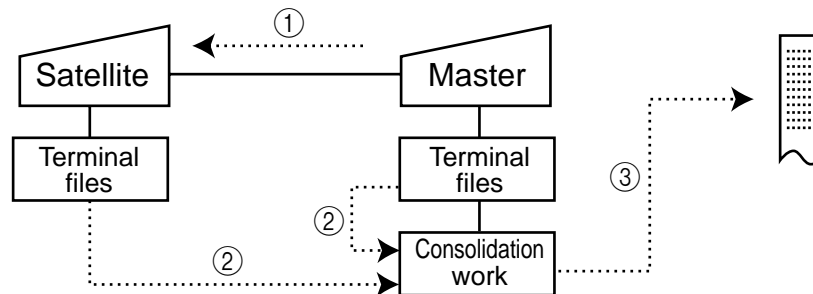 ①
Satellite
Master
Terminal
files
Terminal
files
③
②
②
Consolidation
work